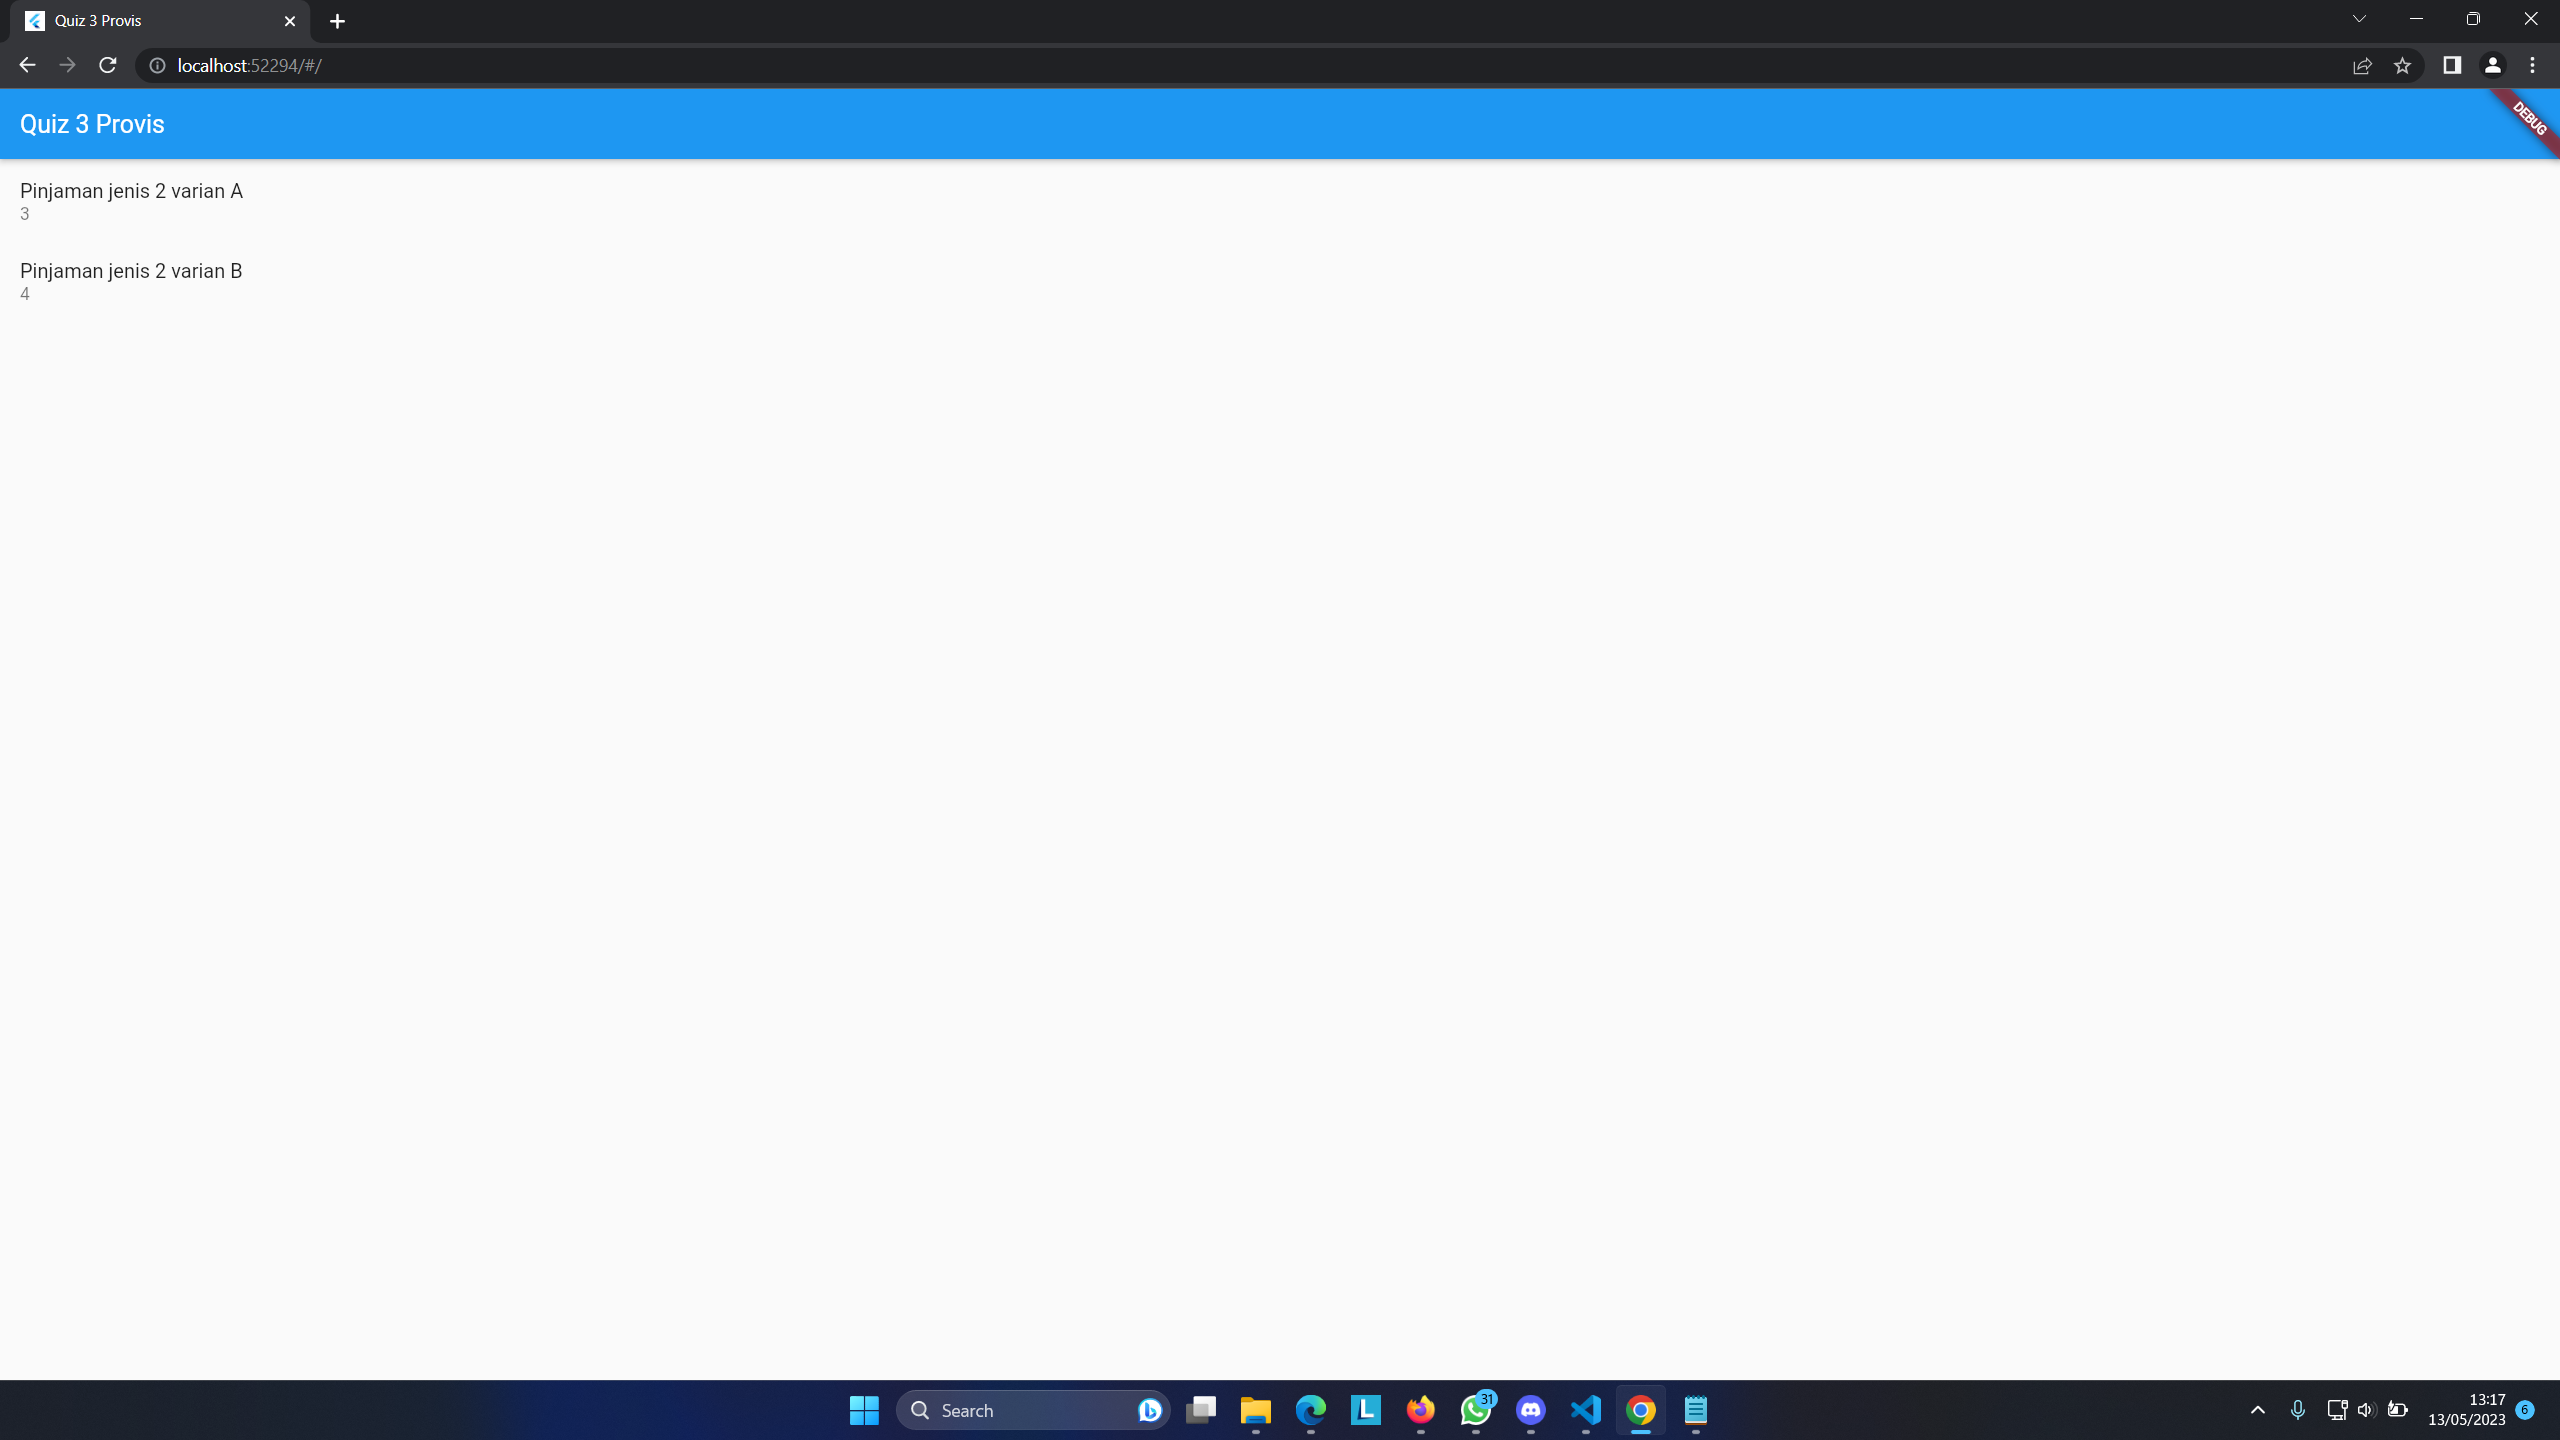 Quiz 3 Provis
localhost:52294/#/
Quiz 3 Provis
DEBUG
Pinjaman jenis 2 varian A
3
Pinjaman jenis 2 varian B
4
Search
31
13:17
13/05/2023
6